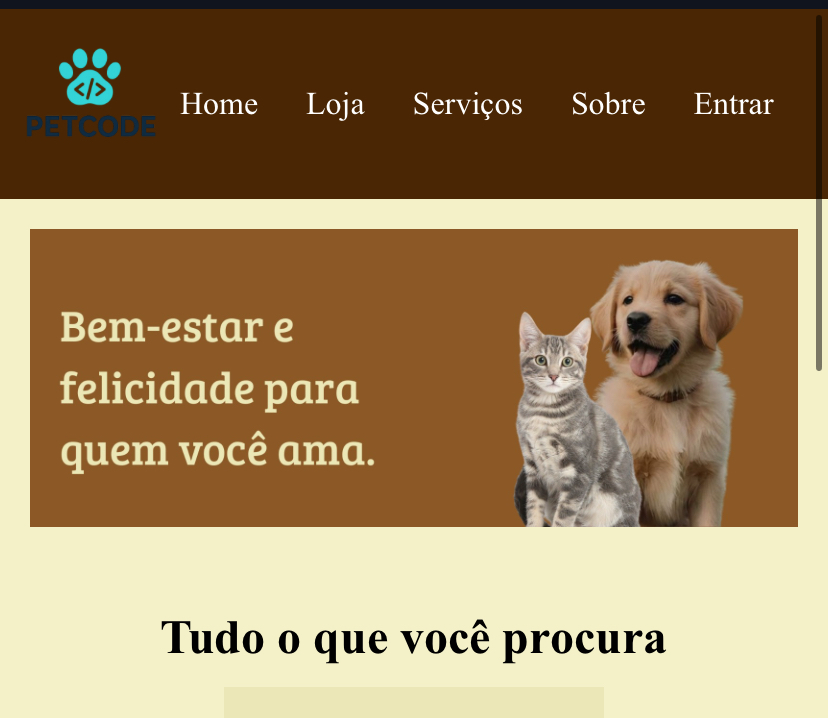 </>
PETCODE
Home Loja Serviços Sobre Entrar
Bem-estar e
felicidade para
quem você ama.
Tudo o que você procura